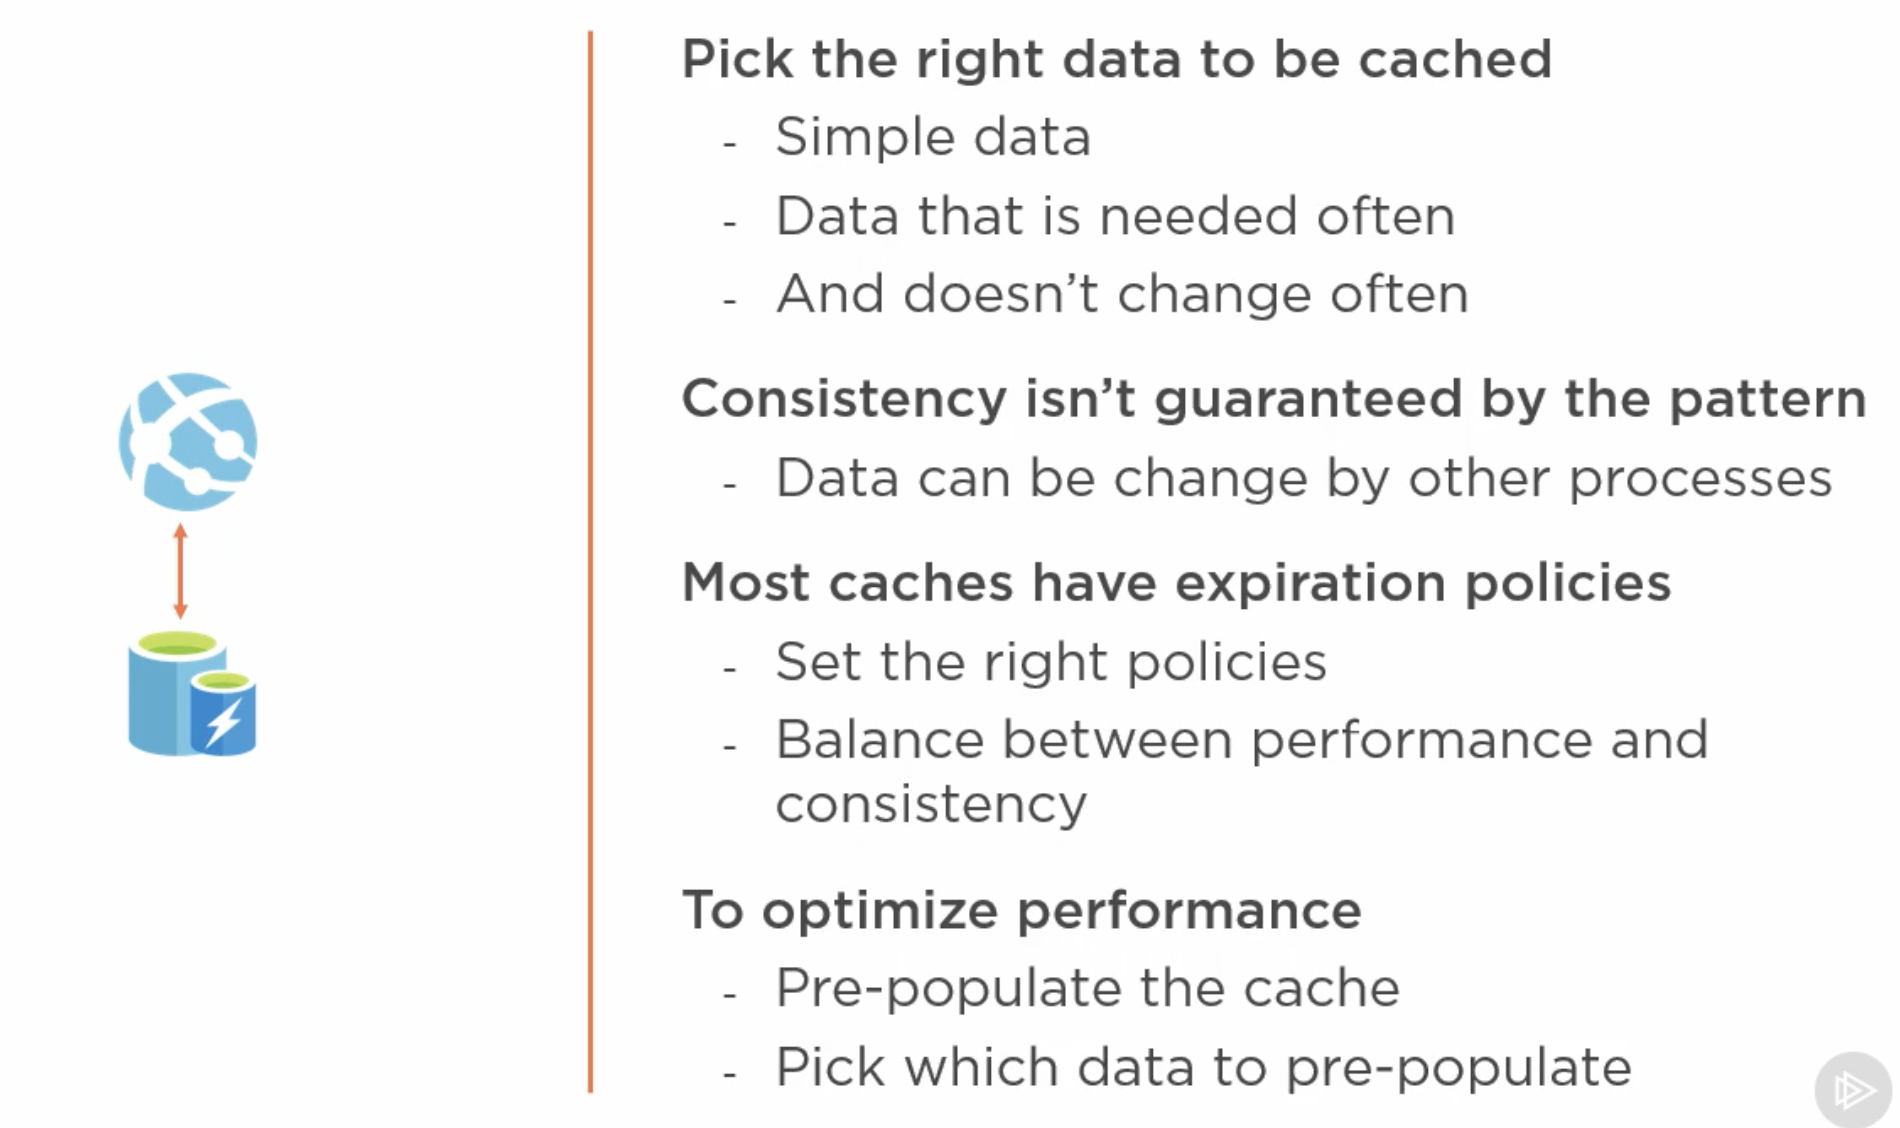 Pick the right data to be cached
- Simple data
- Data that is needed often
- And doesn't change often
Consistency isn't guaranteed by the pattern
- Data can be change by other processes
Most caches have expiration policies
- Set the right policies
- Balance between performance and
consistency
To optimize performance
- Pre-populate the cache
- Pick which data to pre-populate